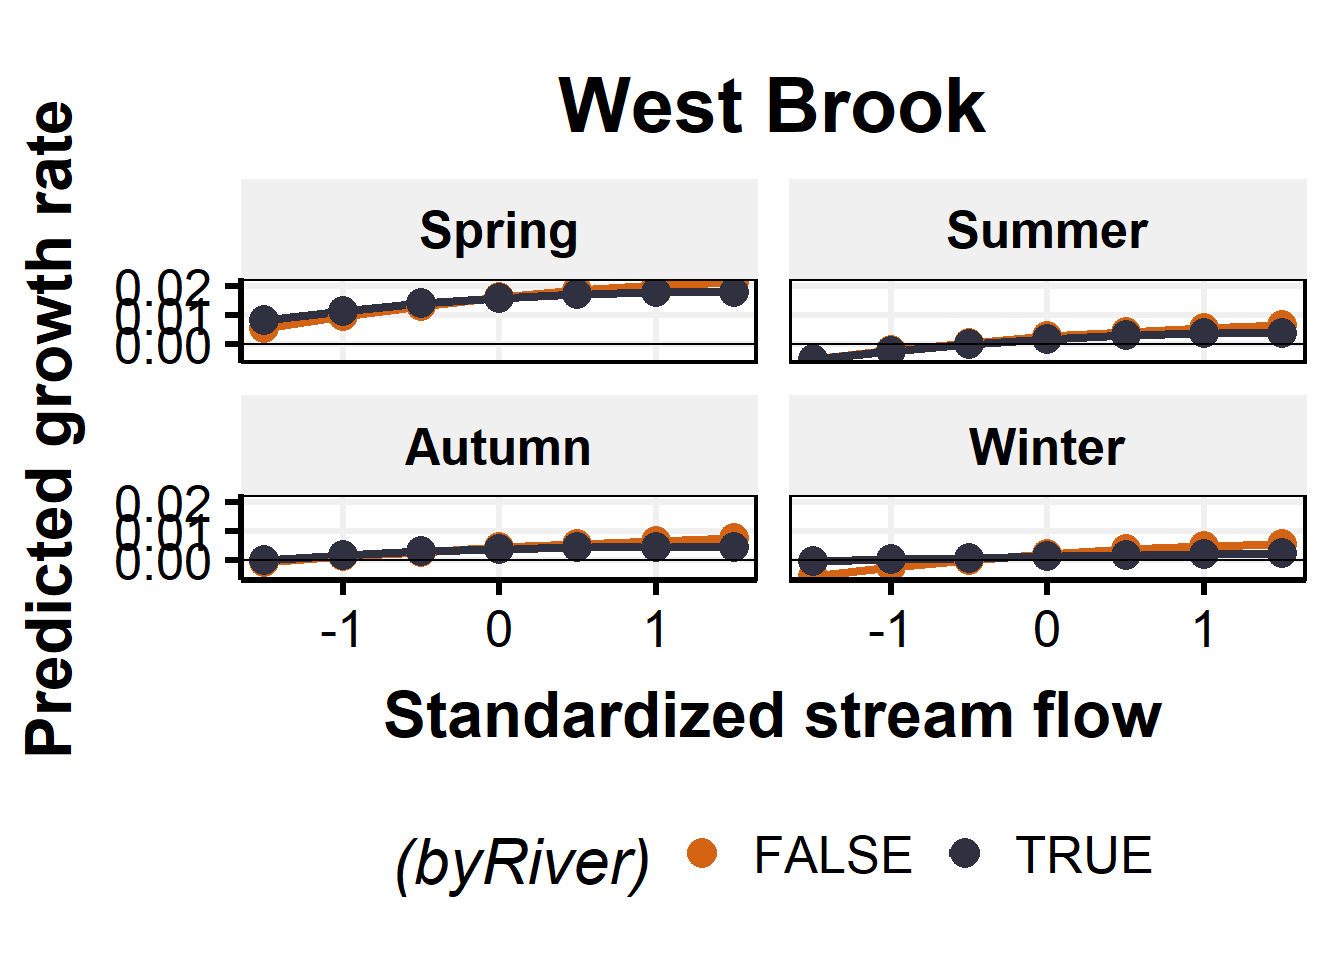 West Brook
Predicted growth rate
Spring
Summer
0.02
0.01
0.00
Autumn
Winter
0.02
0.01
0.00
-1 0 1 -1 0 1
Standardized stream flow
(byRiver) FALSE TRUE